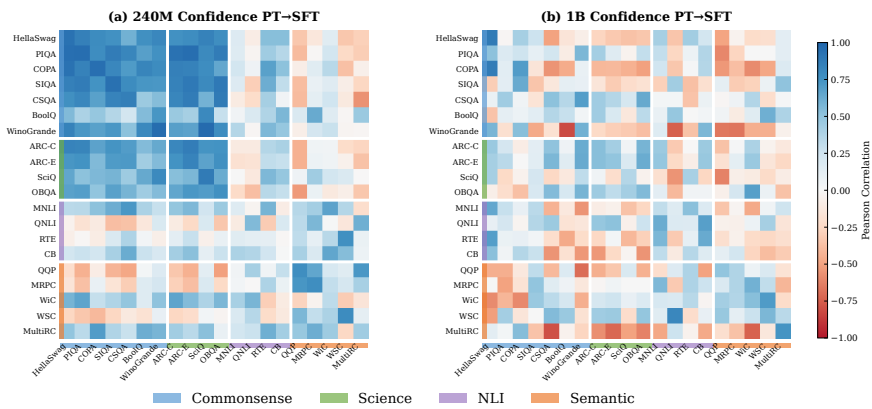 (a) 240M Confidence PT→SFT
(b) 1B Confidence PT→SFT
HellaSwag
PIQA
COPA
SIQA
CSQA
BoolQ
WinoGrande
ARC-C
ARC-E
SciQ
OBQA
MNLI
QNLI
RTE
CB
QQP
MRPC
WiC
WSC
MultiRC
HellaSwag
PIQA
COPA
SIQA
CSQA
BoolQ
WinoGrande
ARC-C
ARC-E
SciQ
OBQA
MNLI
QNLI
RTE
CB
QQP
MRPC
WiC
WSC
MultiRC
HellaSwag
PIQA
COPA
SIQA
CSQA
BoolQ
WinoGrande
ARC-C
ARC-E
SciQ
OBQA
MNLI
QNLI
RTE
CB
QQP
MRPC
WiC
WSC
MultiRC
HellaSwag
PIQA
COPA
SIQA
CSQA
BoolQ
WinoGrande
ARC-C
ARC-E
SciQ
OBQA
MNLI
QNLI
RTE
CB
QQP
MRPC
WiC
WSC
MultiRC
1.00
0.75
0.50
0.25
0.00
−0.25
−0.50
−0.75
−1.00
Pearson Correlation
Commonsense
Science
NLI
Semantic